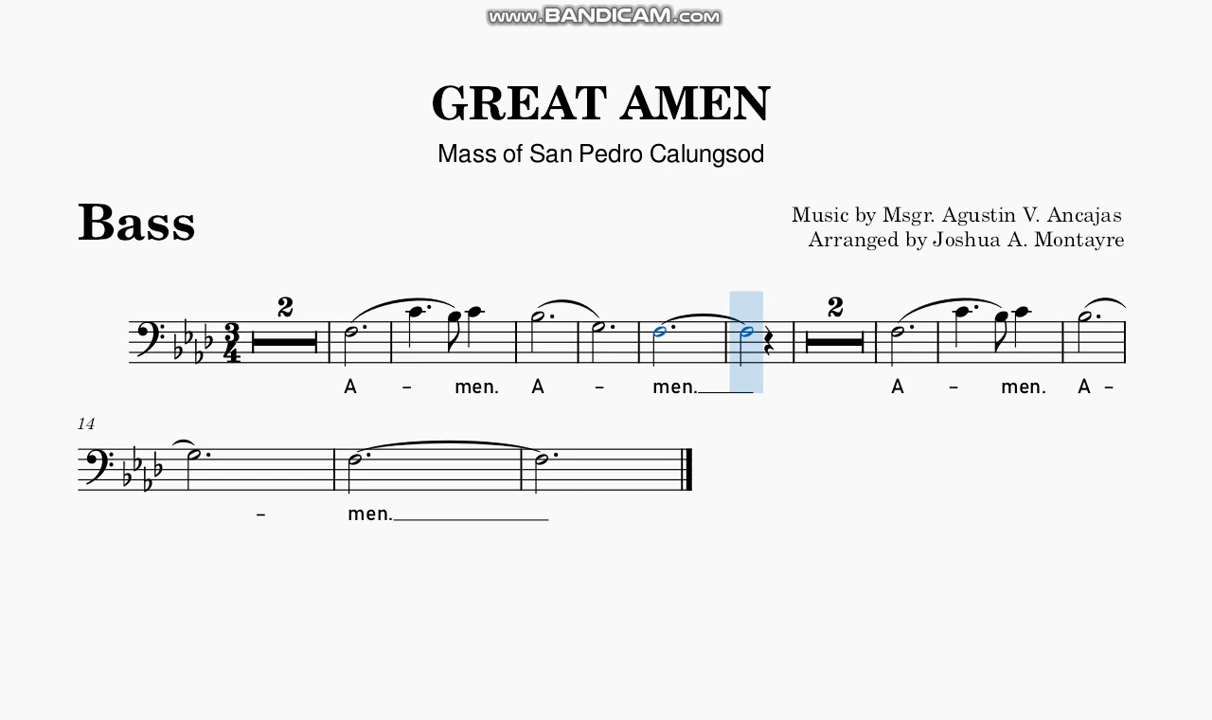 www.BANDICAM.com
GREAT AMEN
Mass of San Pedro Calungsod
Bass
Music by Msgr. Agustin V. Ancajas
Arranged by Joshua A. Montayre
2 2
3
4
A - men. A - men. A - men. A -
14
- men.